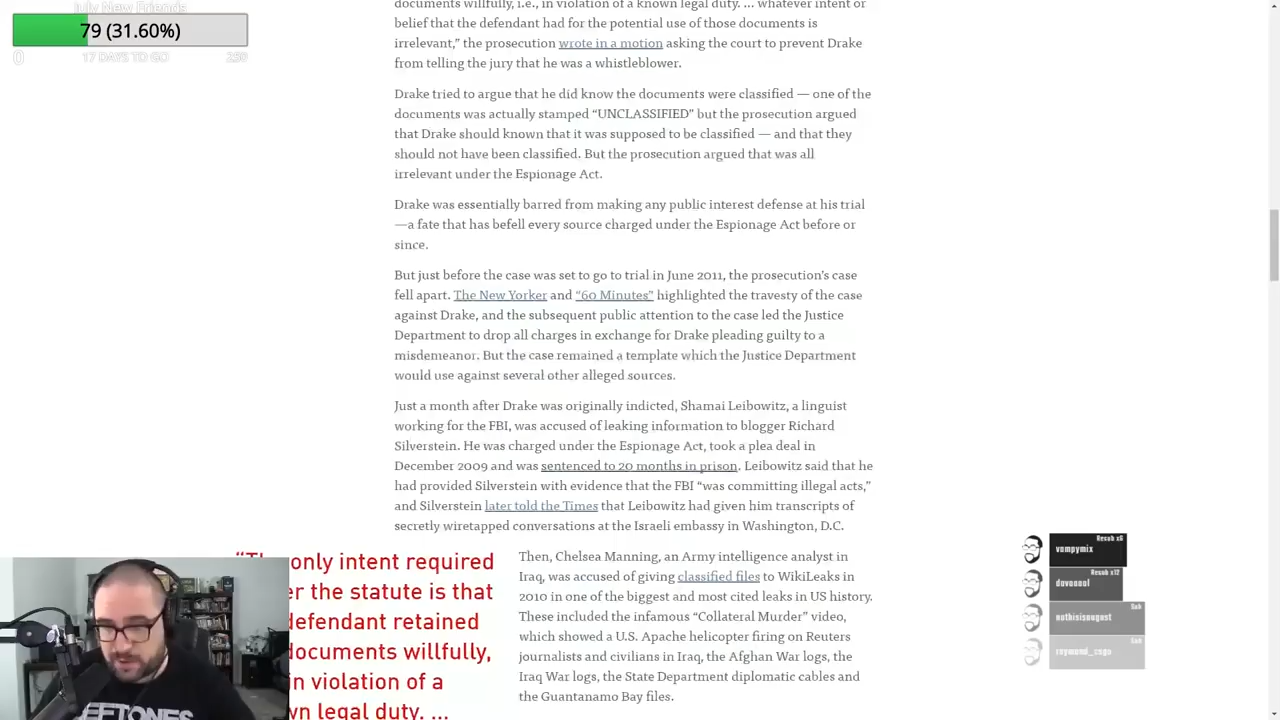 July New Friends
79 (31.60%)
0 17 DAYS TO GO 250
documents willfully, i.e., in violation of a known legal duty. … whatever intent or
belief that the defendant had for the potential use of those documents is
irrelevant,” the prosecution wrote in a motion asking the court to prevent Drake
from telling the jury that he was a whistleblower.
Drake tried to argue that he did know the documents were classified — one of the
documents was actually stamped “UNCLASSIFIED” but the prosecution argued
that Drake should known that it was supposed to be classified — and that they
should not have been classified. But the prosecution argued that was all
irrelevant under the Espionage Act.
Drake was essentially barred from making any public interest defense at his trial
—a fate that has befell every source charged under the Espionage Act before or
since.
But just before the case was set to go to trial in June 2011, the prosecution’s case
fell apart. The New Yorker and “60 Minutes” highlighted the travesty of the case
against Drake, and the subsequent public attention to the case led the Justice
Department to drop all charges in exchange for Drake pleading guilty to a
misdemeanor. But the case remained a template which the Justice Department
would use against several other alleged sources.
Just a month after Drake was originally indicted, Shamai Leibowitz, a linguist
working for the FBI, was accused of leaking information to blogger Richard
Silverstein. He was charged under the Espionage Act, took a plea deal in
December 2009 and was sentenced to 20 months in prison. Leibowitz said that he
had provided Silverstein with evidence that the FBI “was committing illegal acts,”
and Silverstein later told the Times that Leibowitz had given him transcripts of
secretly wiretapped conversations at the Israeli embassy in Washington, D.C.
only intent required
the statute is that
defendant retained
documents willfully,
in violation of a
legal duty. …
Then, Chelsea Manning, an Army intelligence analyst in
Iraq, was accused of giving classified files to WikiLeaks in
2010 in one of the biggest and most cited leaks in US history.
These included the infamous “Collateral Murder” video,
which showed a U.S. Apache helicopter firing on Reuters
journalists and civilians in Iraq, the Afghan War logs, the
Iraq War logs, the State Department diplomatic cables and
the Guantanamo Bay files.
Resub x6
vampymix
Resub x12
Sub
nothisisaugust
Sub
DEFTONES